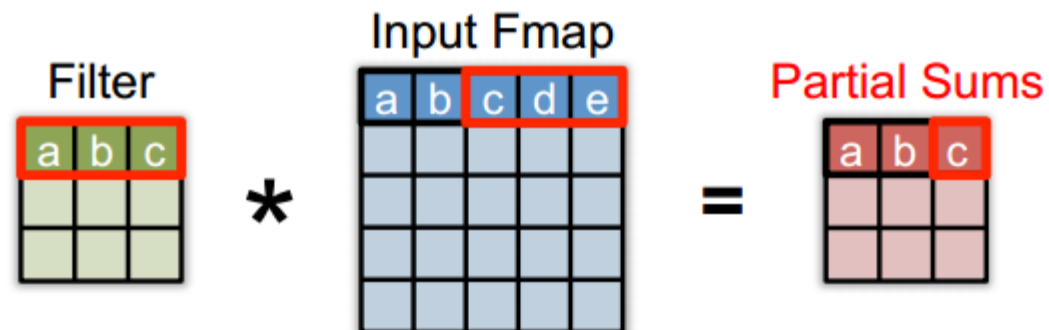 Input Fmap
Filter
Partial Sums
a b c d e
a b c
*
=
a b c